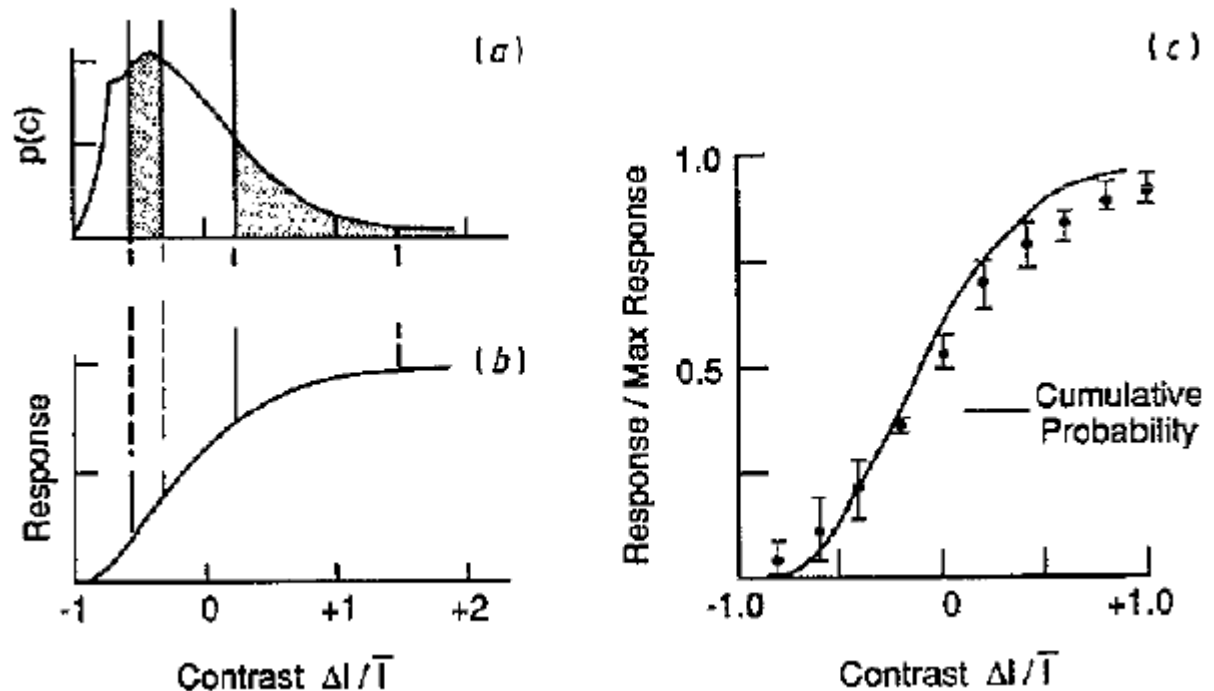 (a)
p(c)
(b)
Response
-1 0 +1 +2
Contrast ΔI / I̅
(c)
Response / Max Response
1.0
0.5
Cumulative
Probability
-1.0 0 +1.0
Contrast ΔI / I̅